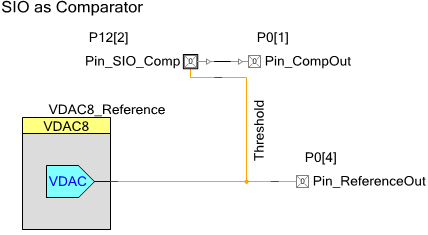 SIO as Comparator
P12[2]
P0[1]
Pin_SIO_Comp
Pin_CompOut
VDAC8_Reference
VDAC8
Threshold
P0[4]
VDAC
Pin_ReferenceOut